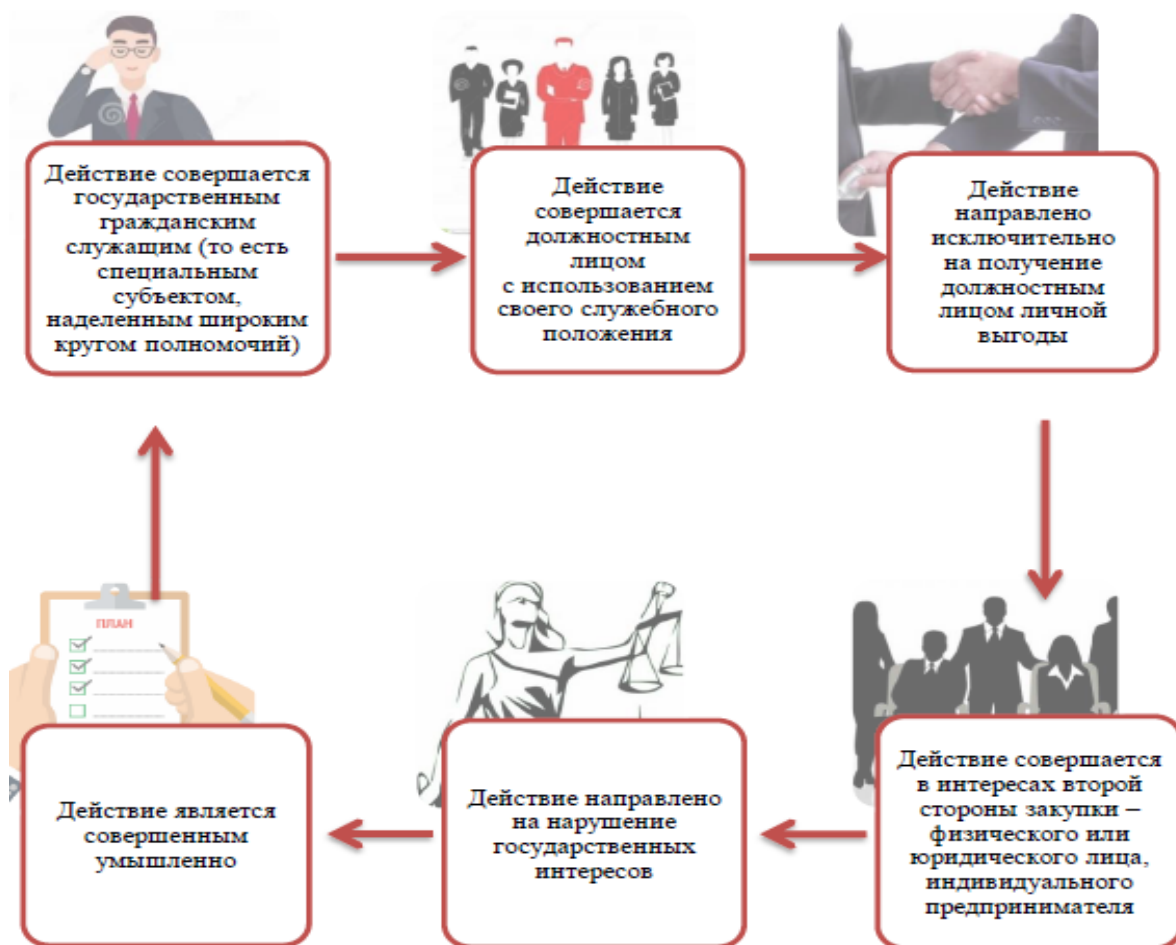 Действие совершается
государственным
гражданским
служащим (то есть
специальным
субъектом,
наделенным широким
кругом полномочий)
Действие
совершается
должностным
лицом
с использованием
своего служебного
положения
Действие
направлено
исключительно
на получение
должностным
лицом личной
выгоды
Действие совершается
в интересах второй
стороны закупки –
физического или
юридического лица,
индивидуального
предпринимателя
Действие направлено
на нарушение
государственных
интересов
ПЛАН
Действие является
совершенным
умышленно